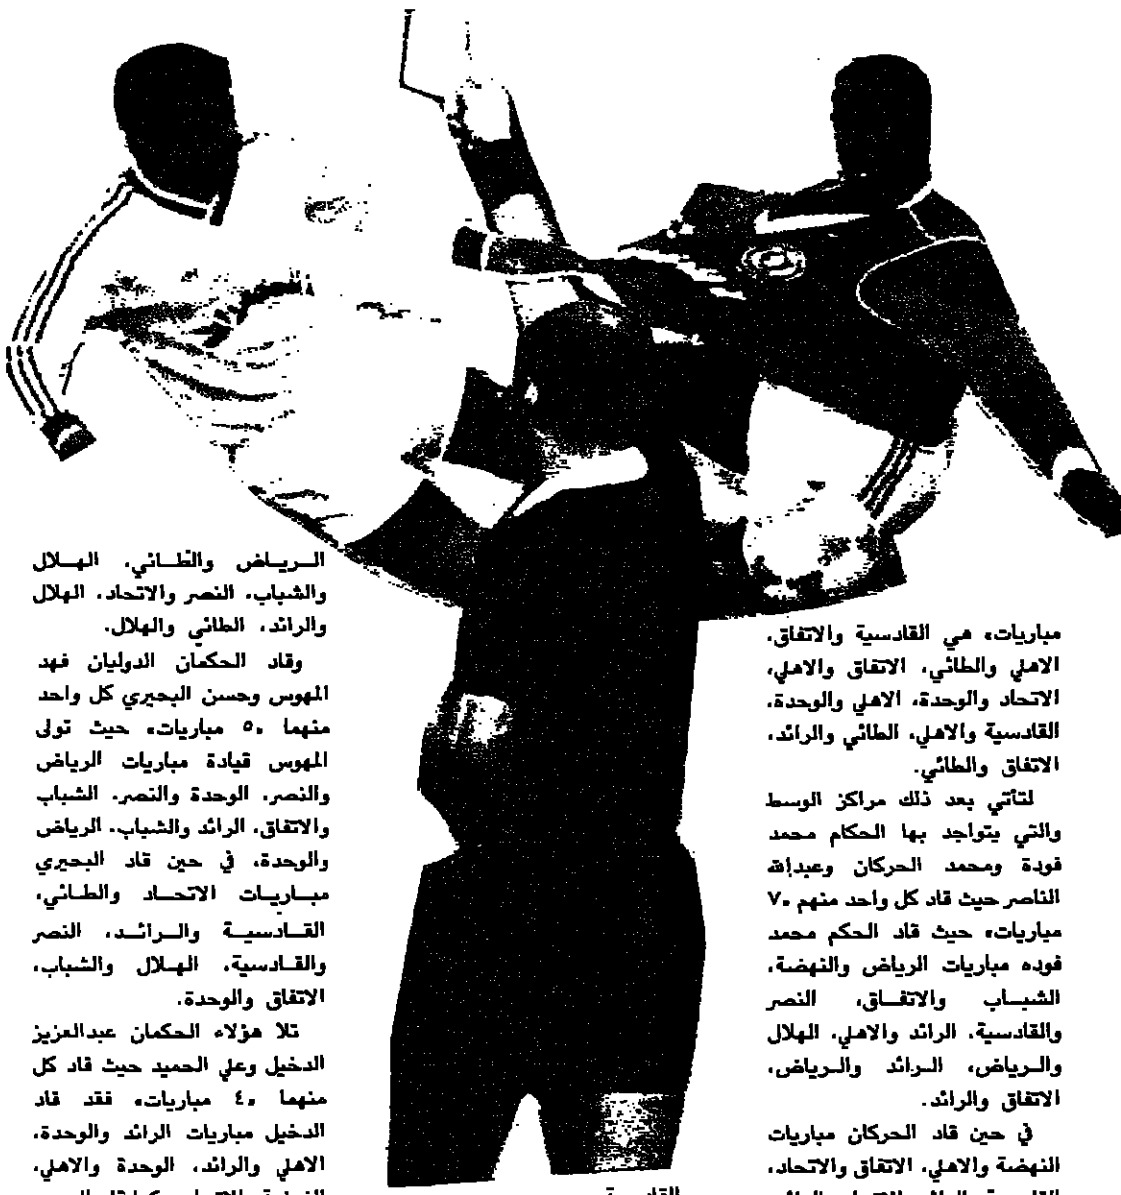 مباريات» هي القادسية والاتفاق،
الاهلي والطائي، الاتفاق والاهلي،
الاتحاد والوحدة، الاهلي والوحدة،
القادسية والاهلي، الطائي والرائد،
الاتفاق والطائي.
لتأتي بعد ذلك مراكز الوسط
والتي يتواجد بها الحكام محمد
فودة ومحمد الحركان وعبدالله
الناصر حيث قاد كل واحد منهم «٧
مباريات» حيث قاد الحكم محمد
فوده مباريات الرياض والنهضة،
الشباب والاتفاق، النصر
والقادسية، الرائد والاهلي، الهلال
والرياض، الرائد والرياض،
الاتفاق والرائد.
في حين قاد الحركان مباريات
النهضة والاهلي، الاتفاق والاتحاد،
القادسية
الرياض والطائي، الهلال
والشباب، النصر والاتحاد، الهلال
والرائد، الطائي والهلال.
وقاد الحكمان الدوليان فهد
المهوس وحسن البحيري كل واحد
منهما «٥ مباريات» حيث تولى
المهوس قيادة مباريات الرياض
والنصر، الوحدة والنصر، الشباب
والاتفاق، الرائد والشباب، الرياض
والوحدة، في حين قاد البحيري
مباريات الاتحاد والطائي،
القادسية والرائد، النصر
والقادسية، الهلال والشباب،
الاتفاق والوحدة.
تلا هؤلاء الحكمان عبدالعزيز
الدخيل وعلي الحميد حيث قاد كل
منهما «٤ مباريات» فقد قاد
الدخيل مباريات الرائد والوحدة،
الاهلي والرائد، الوحدة والاهلي،